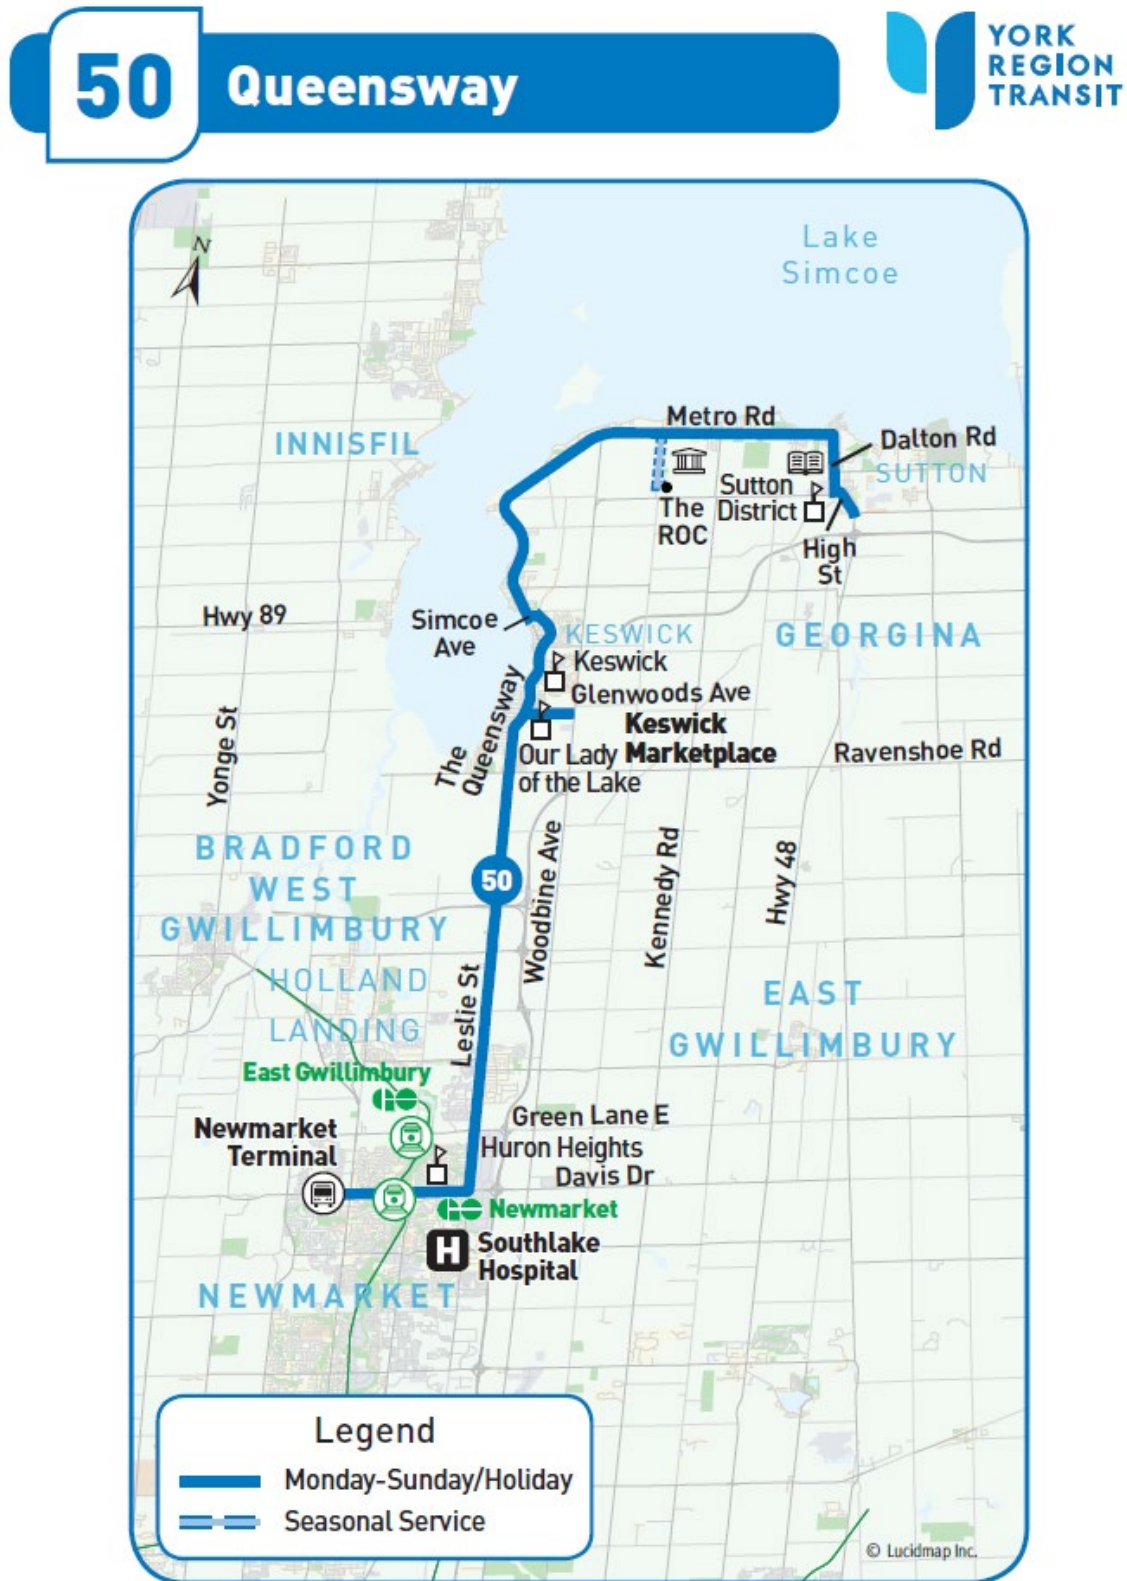 50 Queensway
YORK
REGION
TRANSIT
N
Lake
Simcoe
INNISFIL
Metro Rd
Dalton Rd
SUTTON
Sutton
District
The
ROC
High
St
Hwy 89
Simcoe
Ave
KESWICK
GEORGINA
Keswick
Glenwoods Ave
Keswick
Marketplace
The
Queensway
Our Lady
of the Lake
Ravenshoe Rd
Yonge St
BRADFORD
WEST
GWILLIMBURY
50
Woodbine Ave
Kennedy Rd
Hwy 48
HOLLAND
LANDING
Leslie St
EAST
GWILLIMBURY
East Gwillimbury
GO
Green Lane E
Newmarket
Terminal
Huron Heights
Davis Dr
GO Newmarket
H Southlake
Hospital
NEWMARKET
Legend
Monday-Sunday/Holiday
Seasonal Service
© Lucidmap Inc.